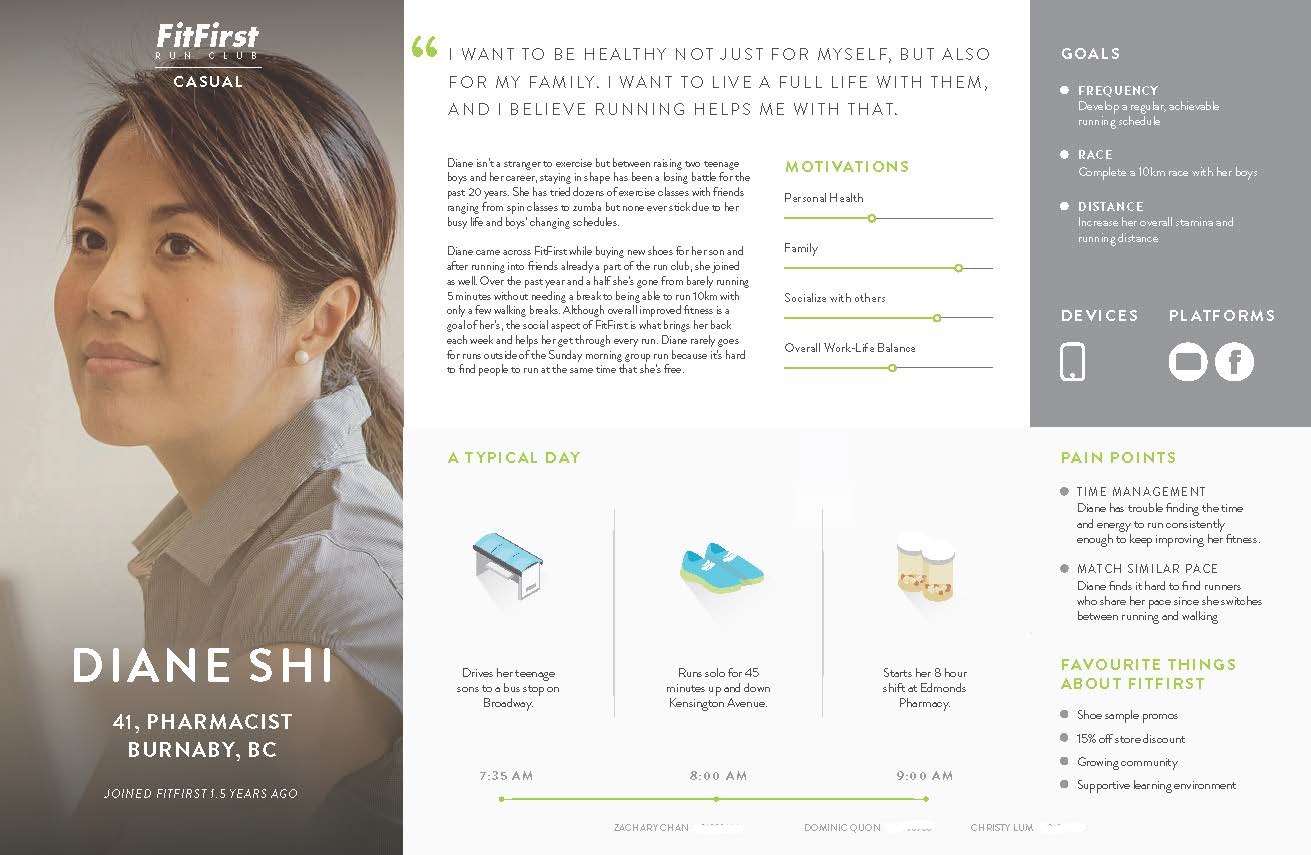 FitFirst
RUN CLUB
CASUAL
DIANE SHI
41, PHARMACIST
BURNABY, BC
JOINED FITFIRST 1.5 YEARS AGO
“ I WANT TO BE HEALTHY NOT JUST FOR MYSELF, BUT ALSO
FOR MY FAMILY. I WANT TO LIVE A FULL LIFE WITH THEM,
AND I BELIEVE RUNNING HELPS ME WITH THAT.
Diane isn't a stranger to exercise but between raising two teenage
boys and her career, staying in shape has been a losing battle for the
past 20 years. She has tried dozens of exercise classes with friends
ranging from spin classes to zumba but none ever stick due to her
busy life and boys' changing schedules.
Diane came across FitFirst while buying new shoes for her son and
after running into friends already a part of the run club, she joined
as well. Over the past year and a half she's gone from barely running
5 minutes without needing a break to being able to run 10km with
only a few walking breaks. Although overall improved fitness is a
goal of her's, the social aspect of FitFirst is what brings her back
each week and helps her get through every run. Diane rarely goes
for runs outside of the Sunday morning group run because it's hard
to find people to run at the same time that she's free.
MOTIVATIONS
Personal Health
Family
Socialize with others
Overall Work-Life Balance
GOALS
FREQUENCY
Develop a regular, achievable
running schedule
RACE
Complete a 10km race with her boys
DISTANCE
Increase her overall stamina and
running distance
DEVICES
PLATFORMS
f
A TYPICAL DAY
Drives her teenage
sons to a bus stop on
Broadway.
7:35 AM
Runs solo for 45
minutes up and down
Kensington Avenue.
8:00 AM
Starts her 8 hour
shift at Edmonds
Pharmacy.
9:00 AM
PAIN POINTS
TIME MANAGEMENT
Diane has trouble finding the time
and energy to run consistently
enough to keep improving her fitness.
MATCH SIMILAR PACE
Diane finds it hard to find runners
who share her pace since she switches
between running and walking
FAVOURITE THINGS
ABOUT FITFIRST
Shoe sample promos
15% off store discount
Growing community
Supportive learning environment
ZACHARY CHAN
DOMINIC QUON
CHRISTY LUM